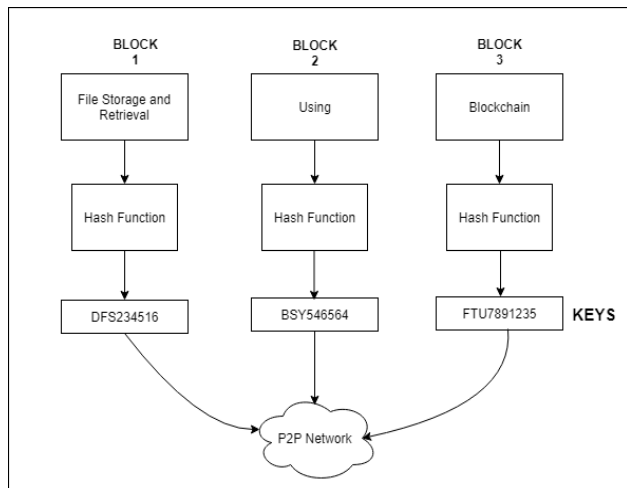 BLOCK
1
BLOCK
2
BLOCK
3
File Storage and
Retrieval
Using
Blockchain
Hash Function
Hash Function
Hash Function
DFS234516
BSY546564
FTU7891235
KEYS
P2P Network